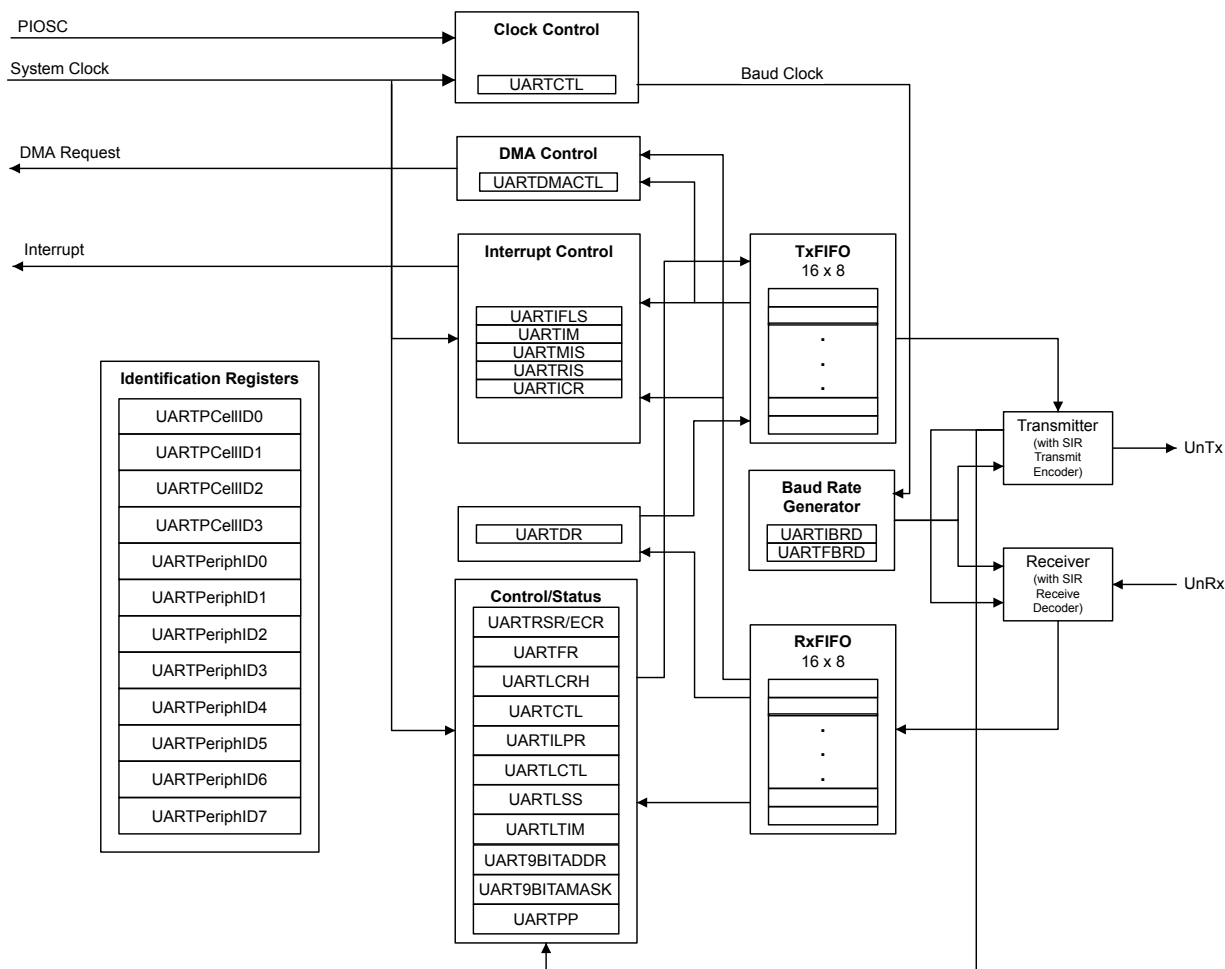 PIOSC
System Clock
Clock Control
UARTCTL
Baud Clock
DMA Request
DMA Control
UARTDMACTL
Interrupt
Interrupt Control
UARTIFLS
UARTIM
UARTMIS
UARTRIS
UARTICR
TxFIFO
16 x 8
.
.
.
Identification Registers
UARTPCellID0
UARTPCellID1
UARTPCellID2
UARTPCellID3
UARTPeriphID0
UARTPeriphID1
UARTPeriphID2
UARTPeriphID3
UARTPeriphID4
UARTPeriphID5
UARTPeriphID6
UARTPeriphID7
Transmitter
(with SIR
Transmit
Encoder)
UnTx
UARTDR
Baud Rate
Generator
UARTIBRD
UARTFBRD
Receiver
(with SIR
Receive
Decoder)
UnRx
Control/Status
UARTRSR/ECR
UARTFR
UARTLCRH
UARTCTL
UARTILPR
UARTLCTL
UARTLSS
UARTLTIM
UART9BITADDR
UART9BITAMASK
UARTPP
RxFIFO
16 x 8
.
.
.